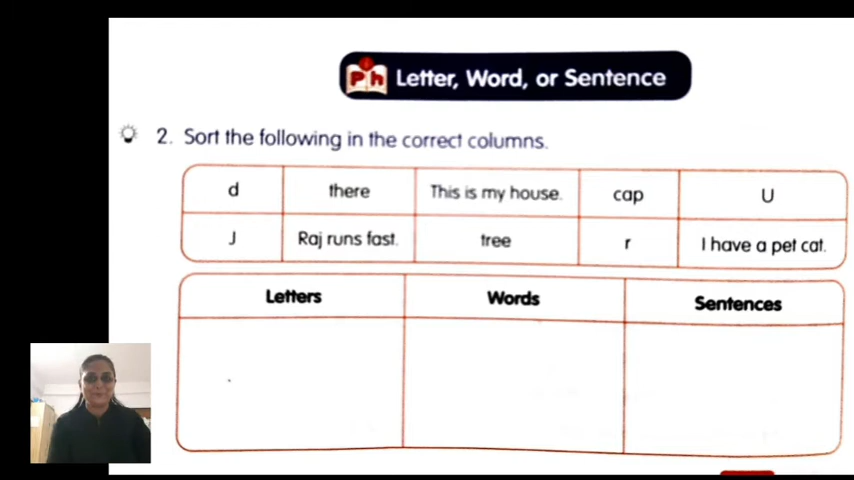 Ph Letter, Word, or Sentence
2. Sort the following in the correct columns.
d there This is my house. cap U
J Raj runs fast. tree r I have a pet cat.
Letters Words Sentences